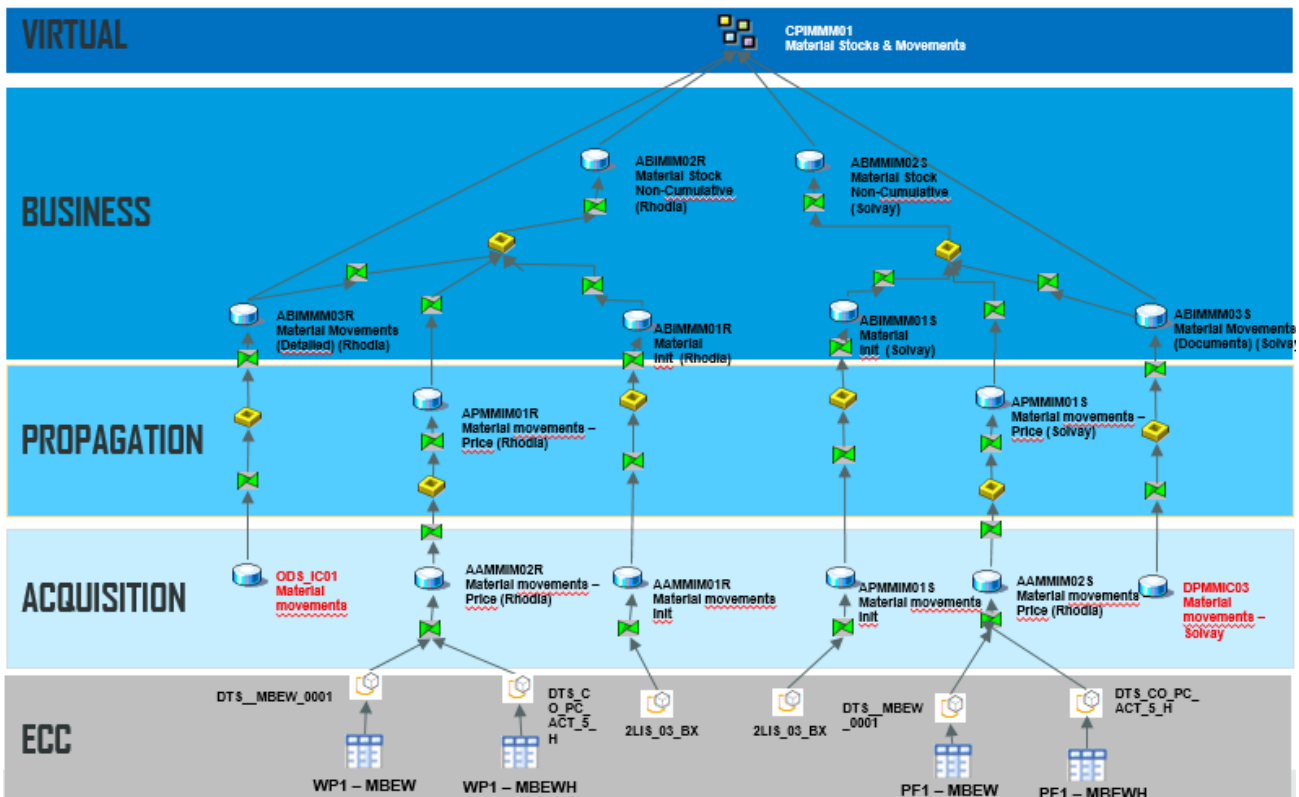 VIRTUAL
CPIMMM01
Material Stocks & Movements
BUSINESS
ABIMIM02R
Material Stock
Non-Cumulative
(Rhodia)
ABMMIM02S
Material Stock
Non-Cumulative
(Solvay)
ABIMMM03R
Material Movements
(Detailed) (Rhodia)
ABIMMM01R
Material
Init (Rhodia)
ABIMMM01S
Material
Init (Solvay)
ABIMMM03S
Material Movements
(Documents) (Solvay
PROPAGATION
APMMIM01R
Material movements –
Price (Rhodia)
APMMIM01S
Material movements –
Price (Solvay)
ACQUISITION
ODS_IC01
Material
movements
AAMMIM02R
Material movements –
Price (Rhodia)
AAMMIM01R
Material movements
Init
APMMIM01S
Material movements
Init
AAMMIM02S
Material movements
Price (Rhodia)
DPMMIC03
Material
movements –
Solvay
ECC
DTS__MBEW_0001
DTS_C
O_PC_
ACT_5_
H
2LIS_03_BX
2LIS_03_BX
DTS__MBEW
_0001
DTS_CO_PC_
ACT_5_H
WP1 – MBEW
WP1 – MBEWH
PF1 – MBEW
PF1 – MBEWH